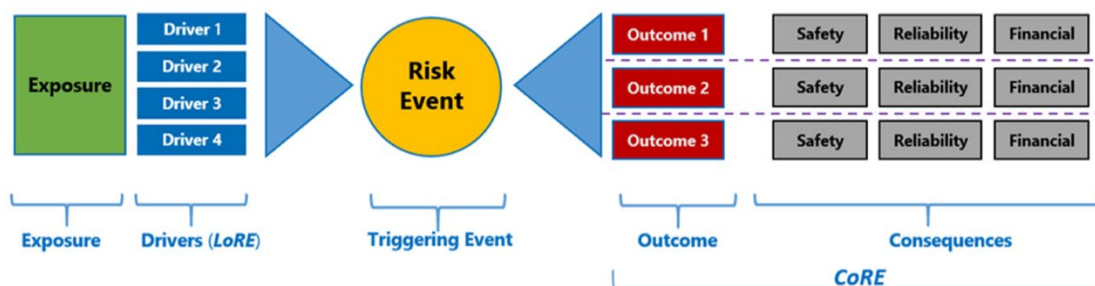 Exposure
Driver 1
Driver 2
Driver 3
Driver 4
Risk
Event
Outcome 1
Safety
Reliability
Financial
Outcome 2
Safety
Reliability
Financial
Outcome 3
Safety
Reliability
Financial
Exposure
Drivers (LoRE)
Triggering Event
Outcome
Consequences
CoRE